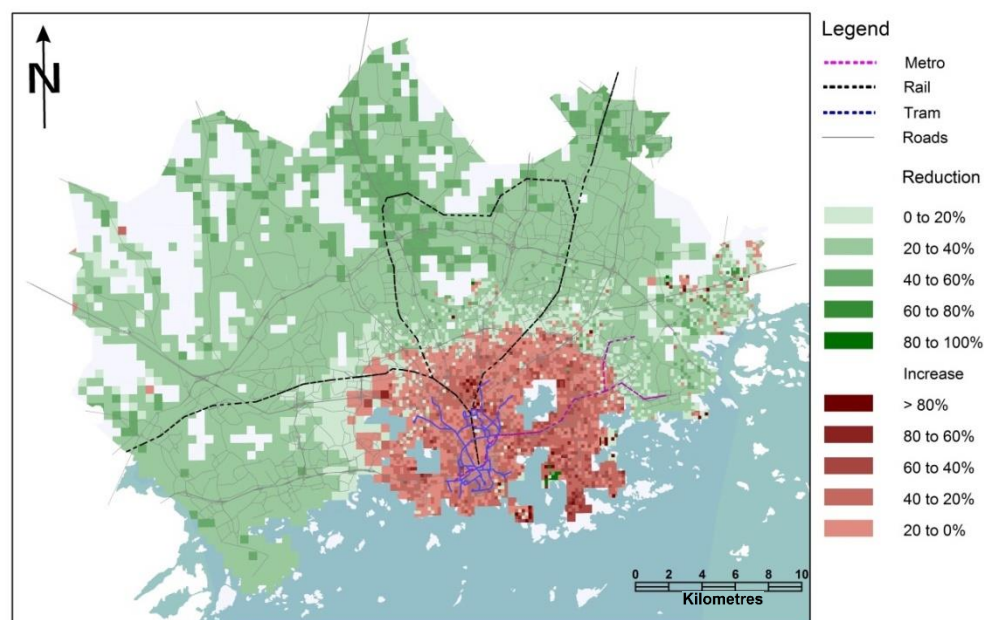 N
Legend
Metro
Rail
Tram
Roads
Reduction
0 to 20%
20 to 40%
40 to 60%
60 to 80%
80 to 100%
Increase
> 80%
80 to 60%
60 to 40%
40 to 20%
20 to 0%
0 2 4 6 8 10
Kilometres